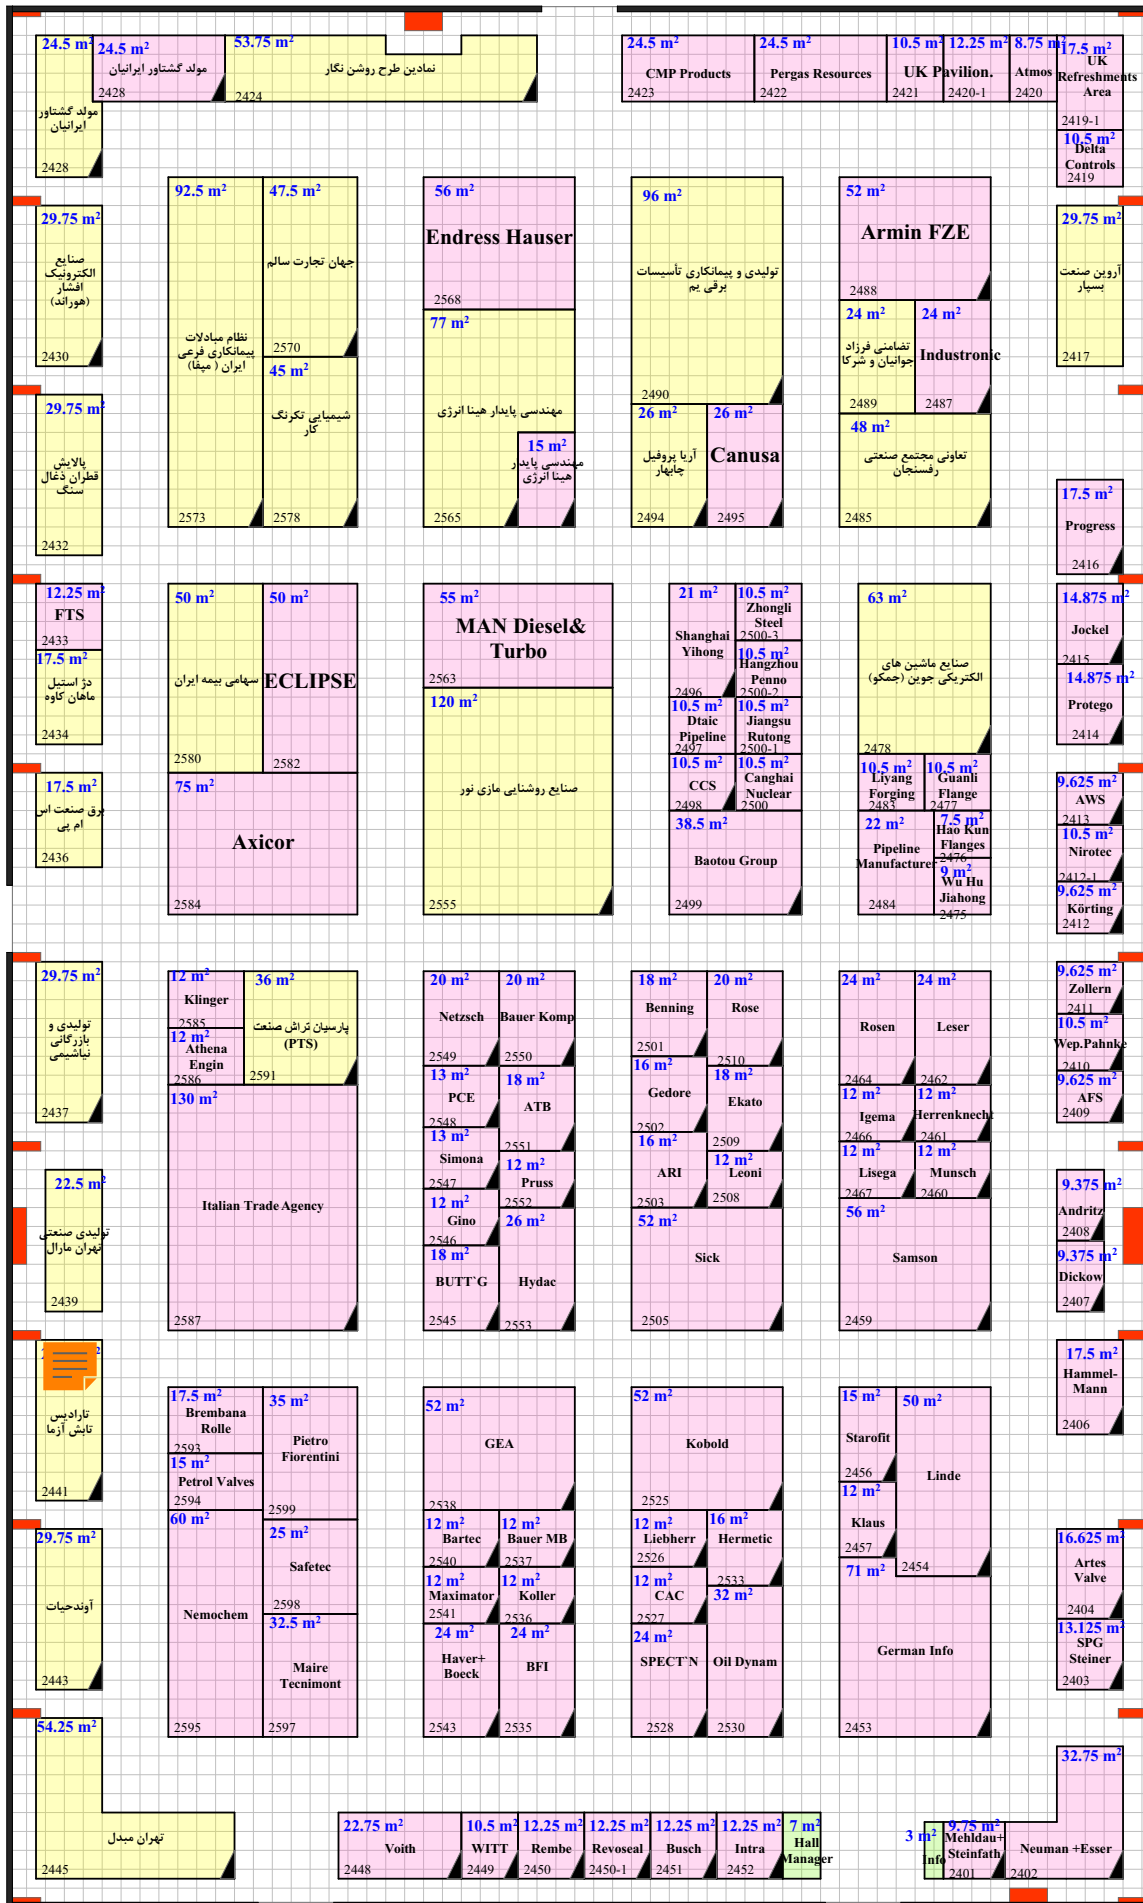 24.5 m²
مولد گشتاور
ایرانیان
2428
24.5 m²
مولد گشتاور ایرانیان
2428
53.75 m²
نمادین طرح روشن نگار
2424
24.5 m²
CMP Products
2423
24.5 m²
Pergas Resources
2422
10.5 m²
12.25 m²
UK Pavilion.
2421
2420-1
8.75 m²
Atmos
2420
17.5 m²
UK
Refreshments
Area
2419-1
10.5 m²
Delta
Controls
2419
29.75 m²
صنایع
الکترونیک
افشار
(هوراند)
2430
92.5 m²
نظام مبادلات
پیمانکاری فرعی
ایران ( میفا)
2573
47.5 m²
جهان تجارت سالم
2570
45 m²
شیمیایی تکرنگ
کار
2578
56 m²
Endress Hauser
2568
77 m²
مهندسی پایدار هینا انرژی
2565
15 m²
مهندسی پایدار
هینا انرژی
96 m²
تولیدی و پیمانکاری تأسیسات
برقی یم
2490
26 m²
آریا پروفیل
چابهار
2494
26 m²
Canusa
2495
52 m²
Armin FZE
2488
24 m²
تضامنی فرزاد
جوانیان و شرکا
2489
24 m²
Industronic
2487
48 m²
تعاونی مجتمع صنعتی
رفسنجان
2485
29.75 m²
آروین صنعت
بسپار
2417
29.75 m²
پالایش
قطران ذغال
سنگ
2432
17.5 m²
Progress
2416
12.25 m²
FTS
2433
17.5 m²
دژ استیل
ماهان کاوه
2434
17.5 m²
برق صنعت اس
ام پی
2436
50 m²
سهامی بیمه ایران
2580
50 m²
ECLIPSE
2582
75 m²
Axicor
2584
55 m²
MAN Diesel&
Turbo
2563
120 m²
صنایع روشنایی مازی نور
2555
21 m²
Shanghai
Yihong
2496
10.5 m²
Zhongli
Steel
2500-3
10.5 m²
Hangzhou
Penno
2500-2
10.5 m²
Dtaic
Pipeline
2497
10.5 m²
Jiangsu
Rutong
2500-1
10.5 m²
CCS
2498
10.5 m²
Canghai
Nuclear
2500
38.5 m²
Baotou Group
2499
63 m²
صنایع ماشین های
الکتریکی جوین (جمکو)
2478
10.5 m²
Liyang
Forging
2483
10.5 m²
Guanli
Flange
2477
22 m²
Pipeline
Manufacturer
2484
7.5 m²
Hao Kun
Flanges
2476
9 m²
Wu Hu
Jiahong
2475
14.875 m²
Jockel
2415
14.875 m²
Protego
2414
9.625 m²
AWS
2413
10.5 m²
Nirotec
2412-1
9.625 m²
Körting
2412
29.75 m²
تولیدی و
بازرگانی
نیاشیمی
2437
12 m²
Klinger
2585
12 m²
Athena
Engin
2586
36 m²
پارسیان تراش صنعت
(PTS)
2591
130 m²
Italian Trade Agency
2587
20 m²
Netzsch
2549
20 m²
Bauer Komp
2550
13 m²
PCE
2548
18 m²
ATB
2551
13 m²
Simona
2547
12 m²
Pruss
2552
12 m²
Gino
2546
26 m²
Hydac
2553
18 m²
BUTT`G
2545
18 m²
Benning
2501
20 m²
Rose
2510
16 m²
Gedore
2502
18 m²
Ekato
2509
16 m²
ARI
2503
12 m²
Leoni
2508
52 m²
Sick
2505
24 m²
Rosen
2464
24 m²
Leser
2462
12 m²
Igema
2466
12 m²
Herrenknecht
2461
12 m²
Lisega
2467
12 m²
Munsch
2460
56 m²
Samson
2459
9.625 m²
Zollern
2411
10.5 m²
Wep.Pahnke
2410
9.625 m²
AFS
2409
22.5 m²
تولیدی صنعتی
تهران مارال
2439
9.375 m²
Andritz
2408
9.375 m²
Dickow
2407
تارادیس
تابش آزما
2441
17.5 m²
Brembana
Rolle
2593
15 m²
Petrol Valves
2594
60 m²
Nemochem
2595
35 m²
Pietro
Fiorentini
2599
25 m²
Safetec
2598
32.5 m²
Maire
Tecnimont
2597
52 m²
GEA
2538
12 m²
Bartec
2540
12 m²
Bauer MB
2537
12 m²
Maximator
2541
12 m²
Koller
2536
24 m²
Haver+
Boeck
2543
24 m²
BFI
2535
52 m²
Kobold
2525
12 m²
Liebherr
2526
16 m²
Hermetic
2533
12 m²
CAC
2527
32 m²
Oil Dynam
2530
24 m²
SPECT`N
2528
15 m²
Starofit
2456
50 m²
Linde
2454
12 m²
Klaus
2457
71 m²
German Info
2453
17.5 m²
Hammel-
Mann
2406
16.625 m²
Artes
Valve
2404
13.125 m²
SPG
Steiner
2403
29.75 m²
آوندحیات
2443
54.25 m²
تهران مبدل
2445
22.75 m²
Voith
2448
10.5 m²
WITT
2449
12.25 m²
Rembe
2450
12.25 m²
Revoseal
2450-1
12.25 m²
Busch
2451
12.25 m²
Intra
2452
7 m²
Hall
Manager
3 m²
Info
9.75 m²
Mehldau+
Steinfath
2401
32.75 m²
Neuman +Esser
2402